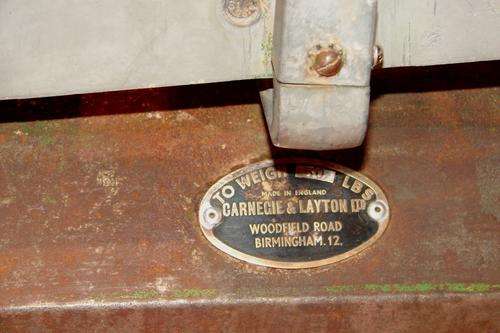 TO WEIGH LBS
MADE IN ENGLAND
CARNEGIE & LAYTON LTD
WOODFIELD ROAD
BIRMINGHAM. 12.